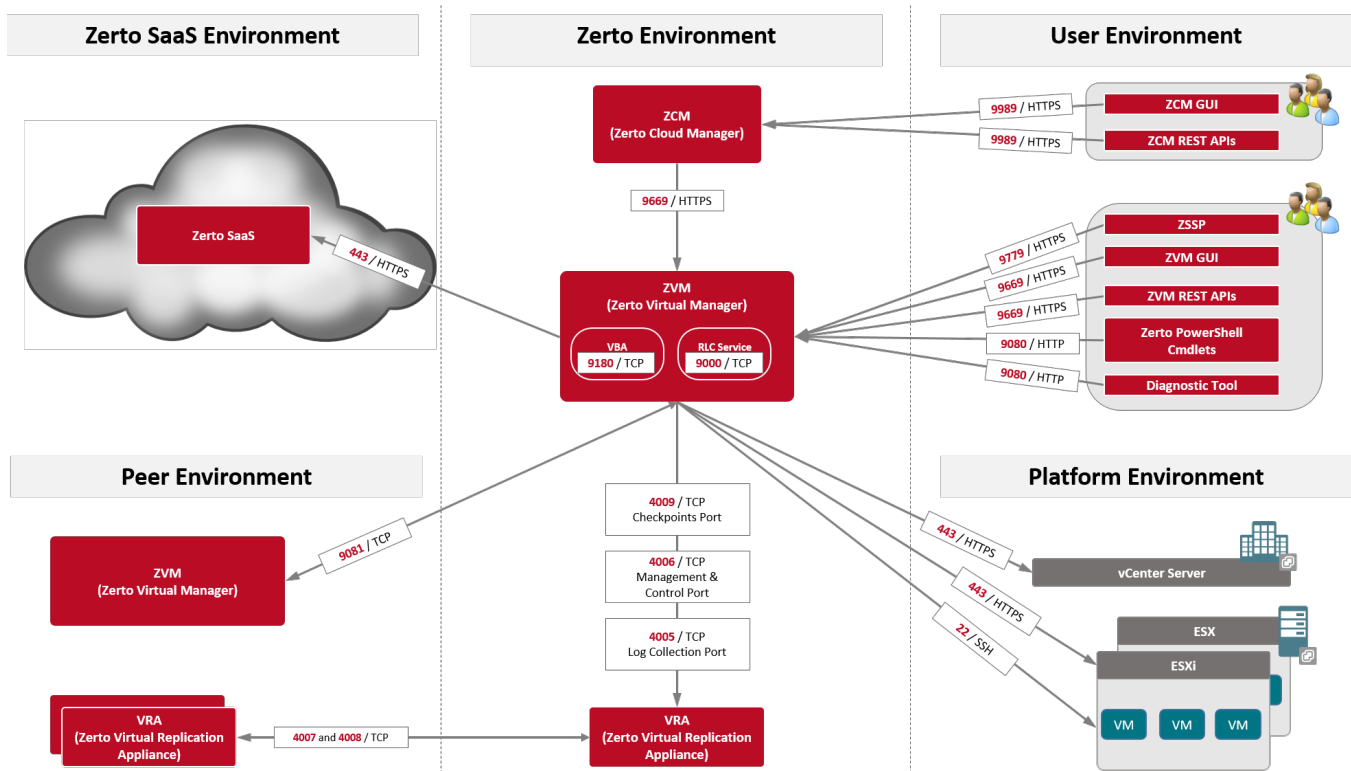 Zerto SaaS Environment
Zerto Environment
User Environment
ZCM
(Zerto Cloud Manager)
9989 / HTTPS
9989 / HTTPS
ZCM GUI
ZCM REST APIs
9669 / HTTPS
Zerto SaaS
443 / HTTPS
ZVM
(Zerto Virtual Manager)
VBA
9180 / TCP
RLC Service
9000 / TCP
9779 / HTTPS
9669 / HTTPS
9669 / HTTPS
9080 / HTTP
9080 / HTTP
ZSSP
ZVM GUI
ZVM REST APIs
Zerto PowerShell
Cmdlets
Diagnostic Tool
Peer Environment
Platform Environment
ZVM
(Zerto Virtual Manager)
9081 / TCP
4009 / TCP
Checkpoints Port
4006 / TCP
Management &
Control Port
4005 / TCP
Log Collection Port
443 / HTTPS
443 / HTTPS
22 / SSH
vCenter Server
ESX
ESXi
VM
VM
VM
VRA
(Zerto Virtual Replication
Appliance)
4007 and 4008 / TCP
VRA
(Zerto Virtual Replication
Appliance)